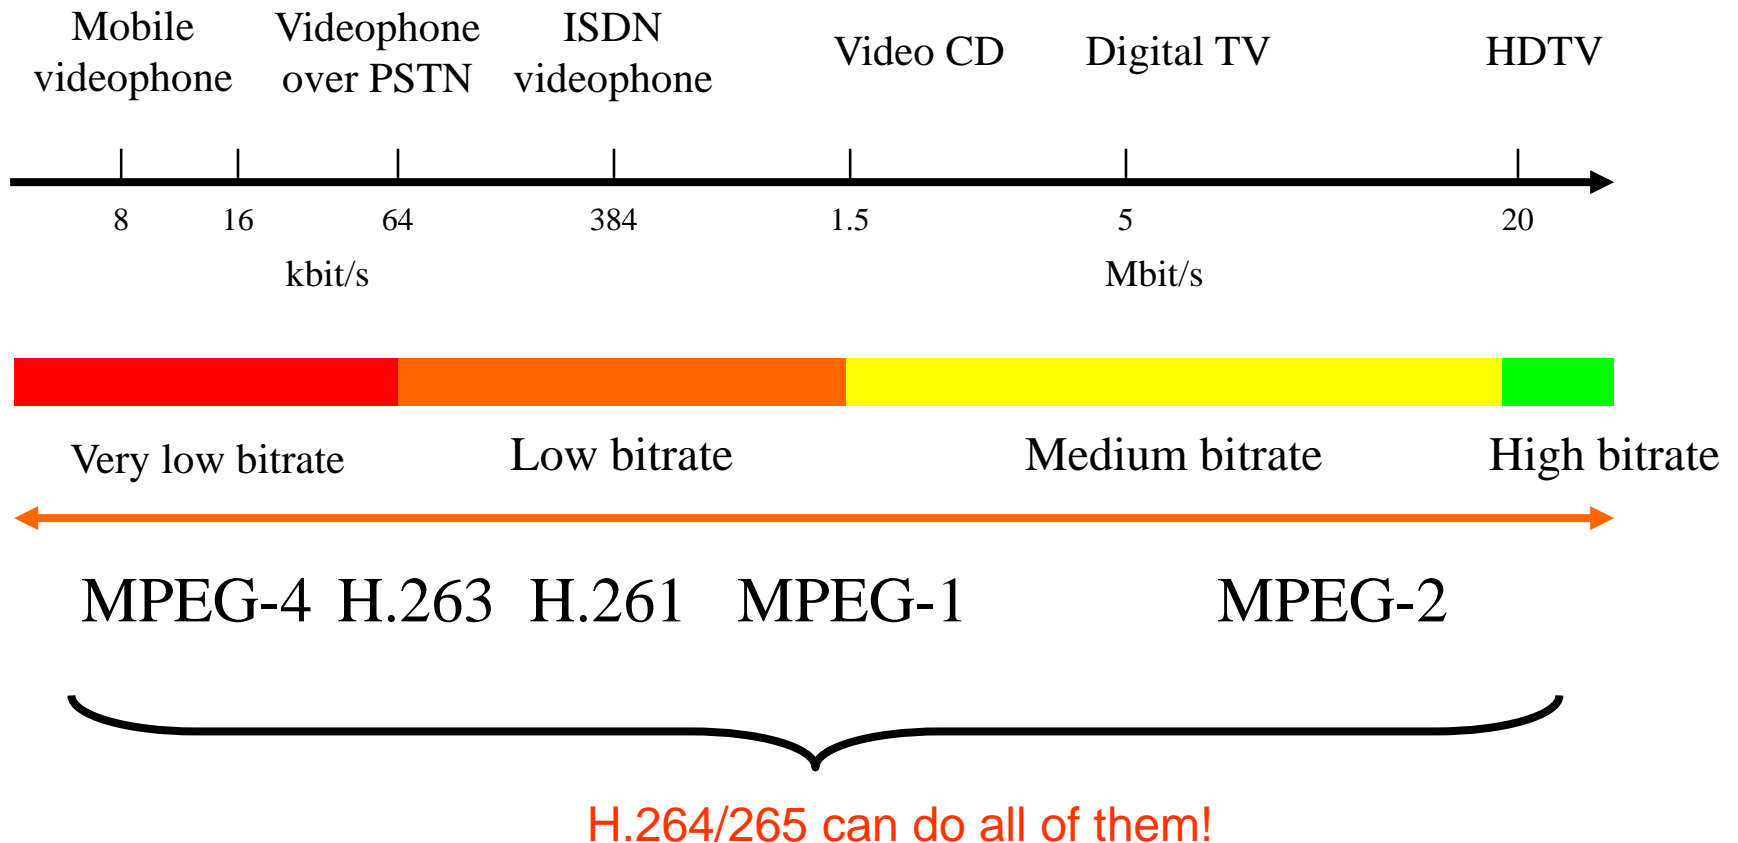 Mobile videophone
Videophone over PSTN
ISDN videophone
Video CD
Digital TV
HDTV
8 16 64 384 1.5 5 20
kbit/s Mbit/s
Very low bitrate
Low bitrate
Medium bitrate
High bitrate
MPEG-4 H.263 H.261 MPEG-1 MPEG-2
H.264/265 can do all of them!